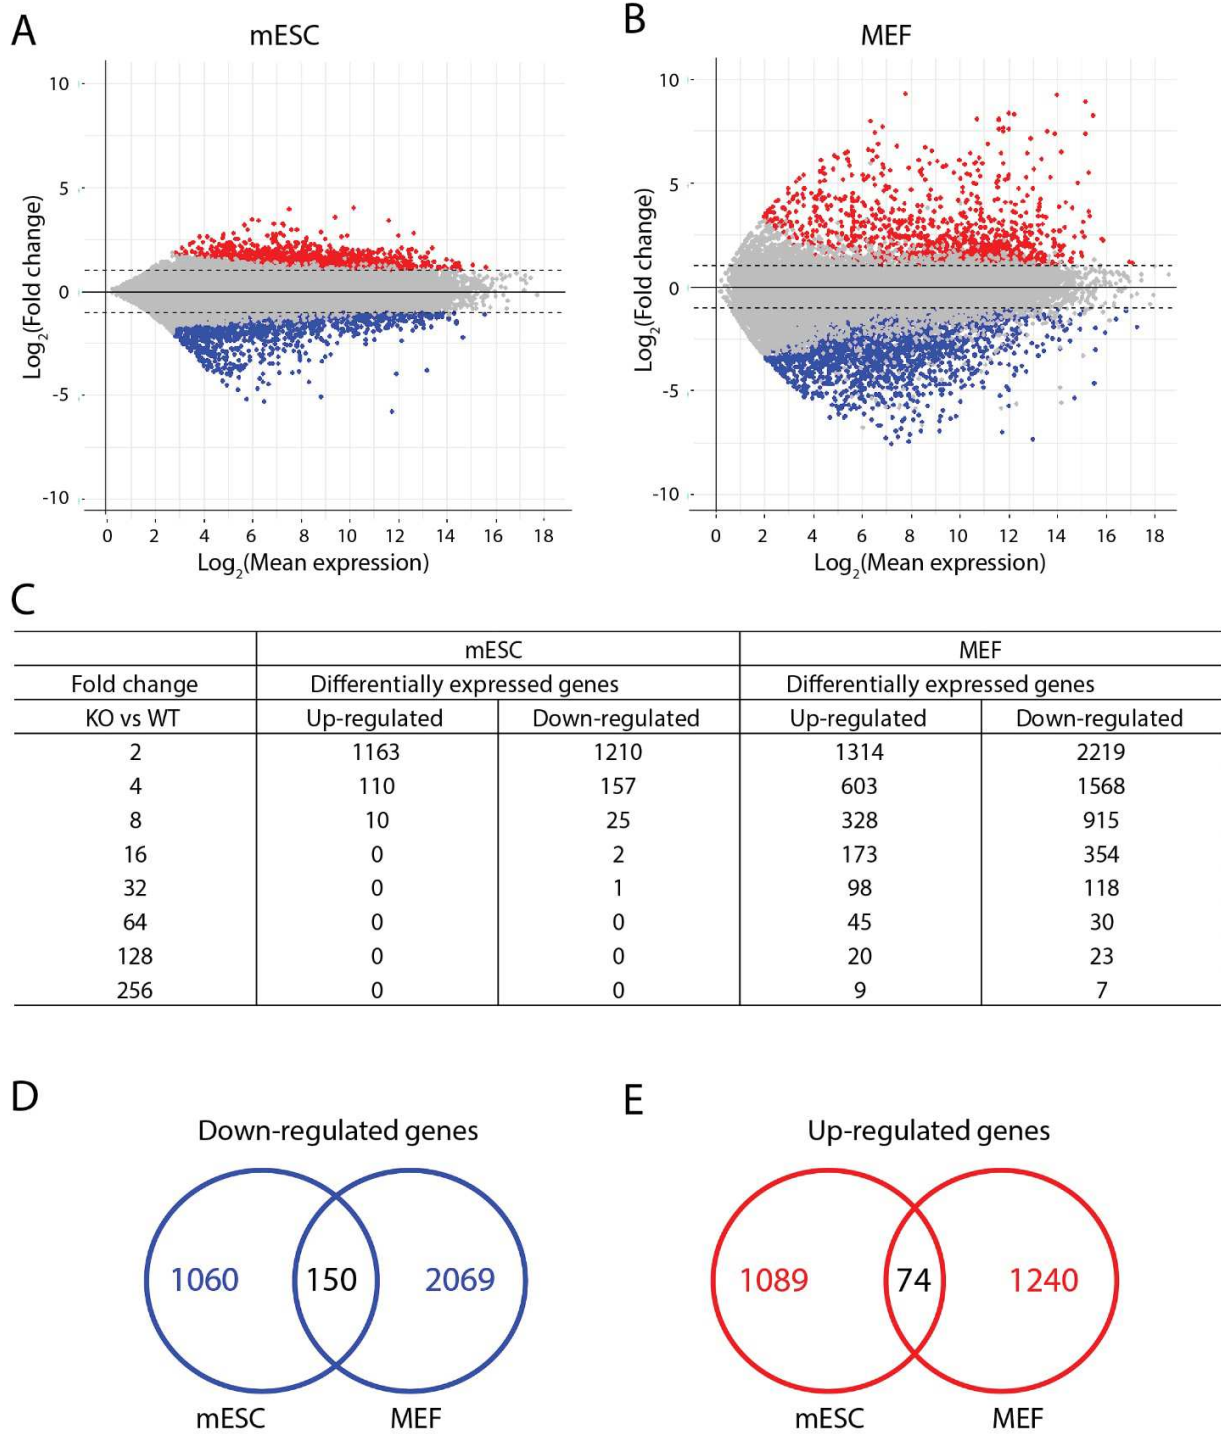 A
mESC
10
5
0
-5
-10
Log2(Fold change)
0 2 4 6 8 10 12 14 16 18
Log2(Mean expression)
B
MEF
10
5
0
-5
-10
Log2(Fold change)
0 2 4 6 8 10 12 14 16 18
Log2(Mean expression)
C
mESC MEF
Fold change Differentially expressed genes Differentially expressed genes
KO vs WT Up-regulated Down-regulated Up-regulated Down-regulated
2 1163 1210 1314 2219
4 110 157 603 1568
8 10 25 328 915
16 0 2 173 354
32 0 1 98 118
64 0 0 45 30
128 0 0 20 23
256 0 0 9 7
D
Down-regulated genes
1060 150 2069
mESC MEF
E
Up-regulated genes
1089 74 1240
mESC MEF